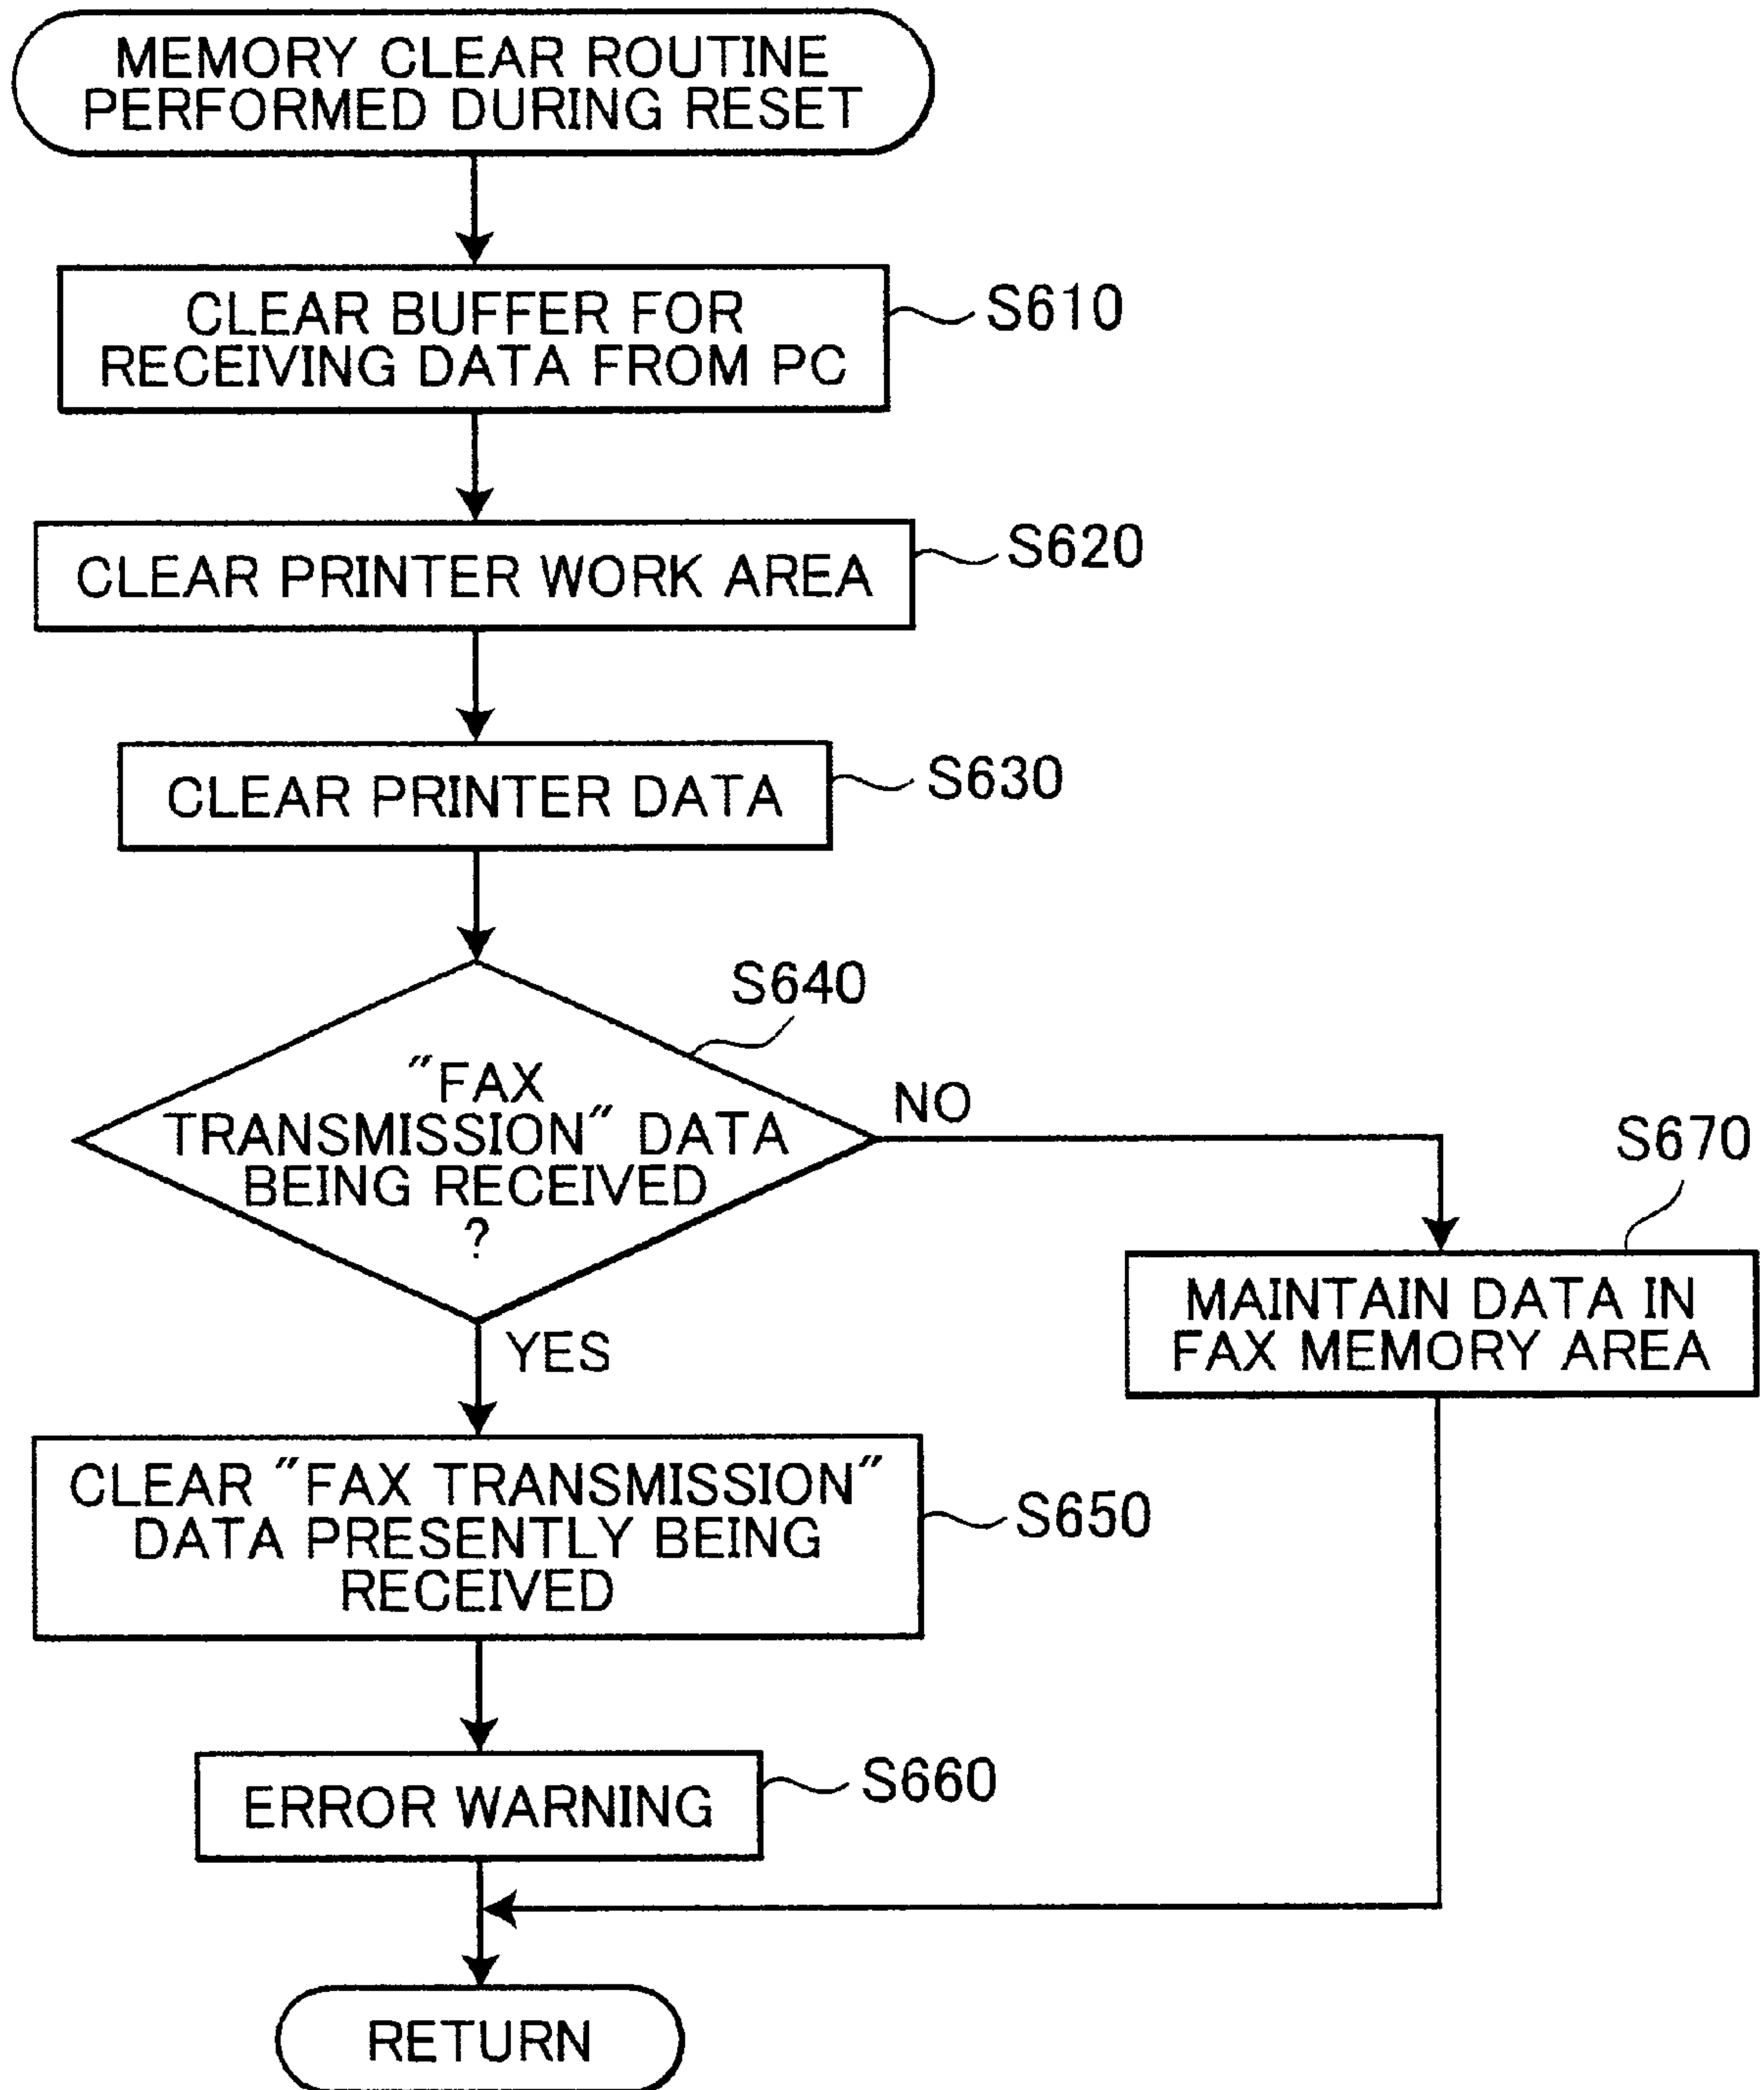 MEMORY CLEAR ROUTINE
PERFORMED DURING RESET
CLEAR BUFFER FOR
RECEIVING DATA FROM PC
S610
CLEAR PRINTER WORK AREA
S620
CLEAR PRINTER DATA
S630
S640
"FAX
TRANSMISSION" DATA
BEING RECEIVED
?
NO
YES
S670
MAINTAIN DATA IN
FAX MEMORY AREA
CLEAR "FAX TRANSMISSION"
DATA PRESENTLY BEING
RECEIVED
S650
ERROR WARNING
S660
RETURN